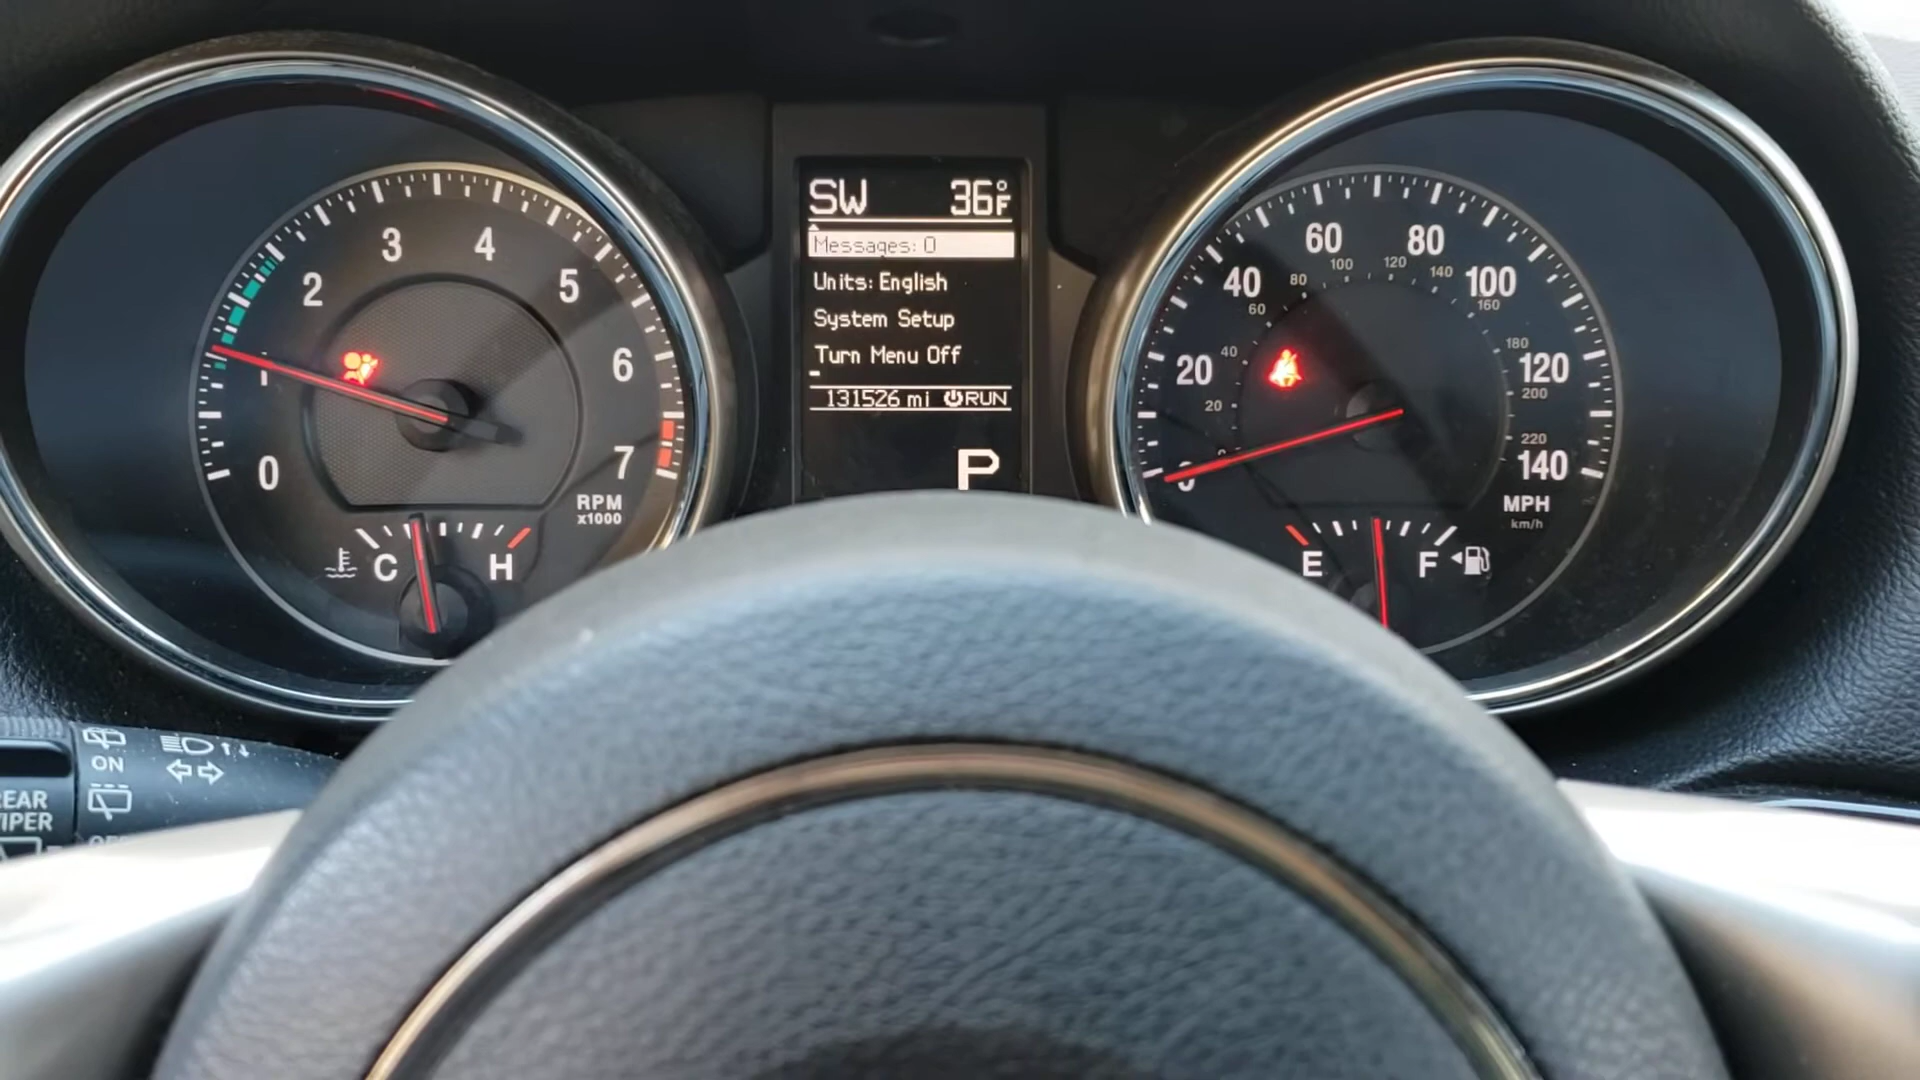 SW 36°F
Messages: 0
Units: English
System Setup
Turn Menu Off
131526 mi RUN
P
0 1 2 3 4 5 6 7
RPM
x1000
C H
20 40 60 80 100 120 140
20 40 60 80 100 120 140 160 180 200 220
MPH
km/h
E F
ON
REAR
WIPER